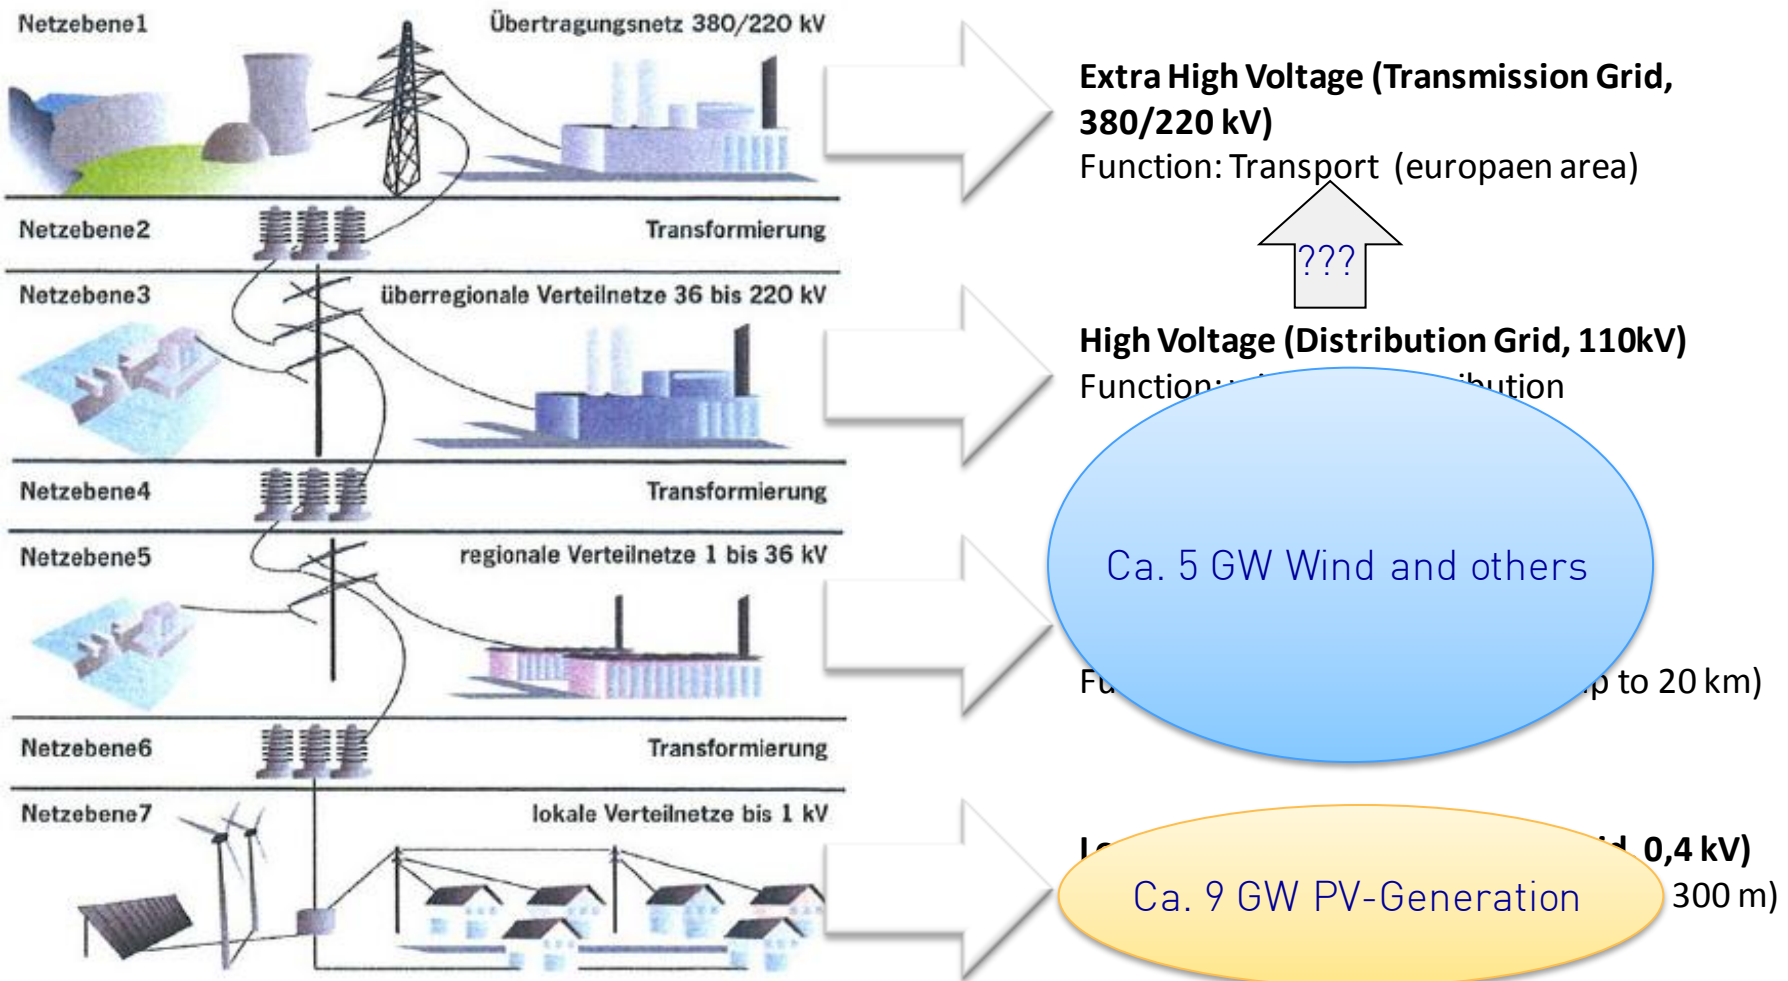 Netzebene1
Übertragungsnetz 380/220 kV
Extra High Voltage (Transmission Grid,
380/220 kV)
Function: Transport (europaen area)
Netzebene2
Transformierung
???
Netzebene3
überregionale Verteilnetze 36 bis 220 kV
High Voltage (Distribution Grid, 110kV)
Function:
Netzebene4
Transformierung
Netzebene5
regionale Verteilnetze 1 bis 36 kV
Ca. 5 GW Wind and others
to 20 km)
Netzebene6
Transformierung
Netzebene7
lokale Verteilnetze bis 1 kV
0,4 kV)
Ca. 9 GW PV-Generation
300 m)